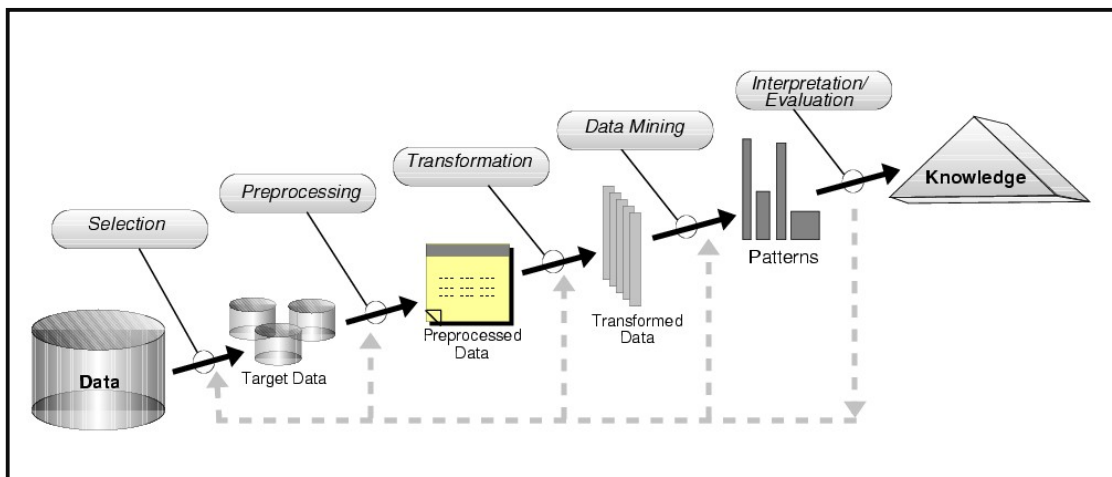 Interpretation/
Evaluation
Data Mining
Transformation
Preprocessing
Selection
Data
Target Data
Preprocessed
Data
Transformed
Data
Patterns
Knowledge